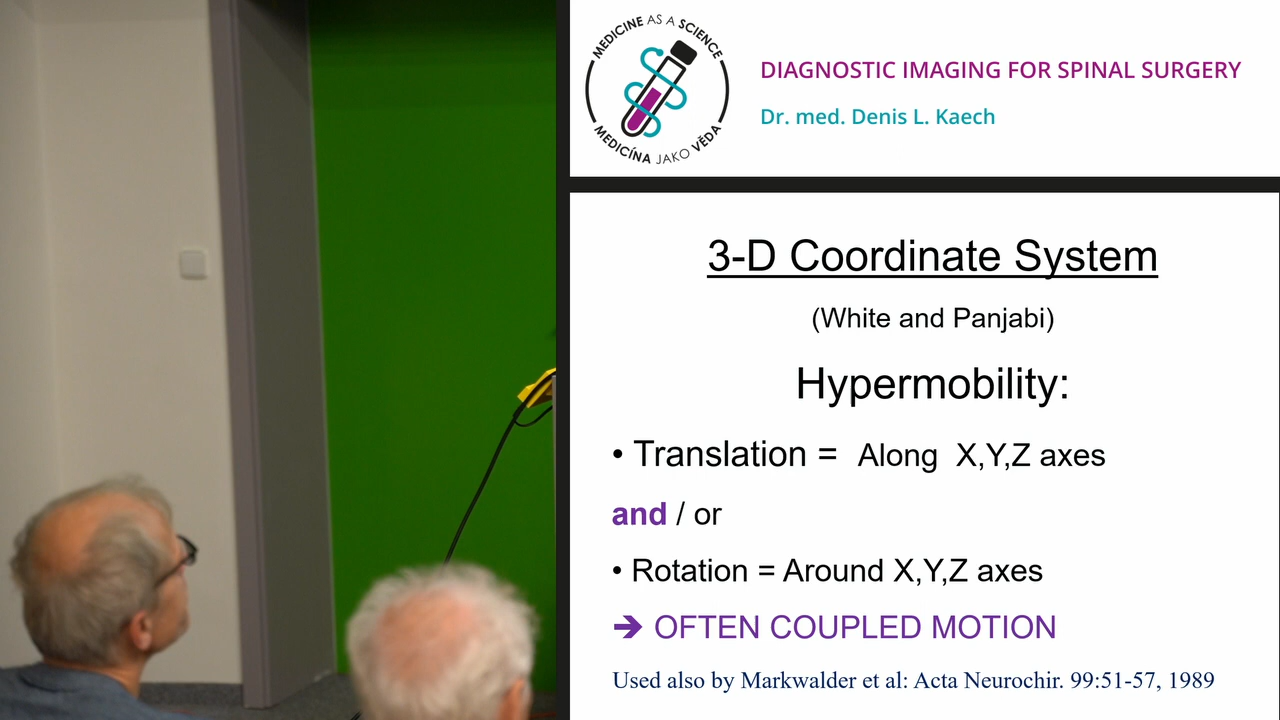 MEDICINE AS A SCIENCE
MEDICÍNA JAKO VĚDA
DIAGNOSTIC IMAGING FOR SPINAL SURGERY
Dr. med. Denis L. Kaech
3-D Coordinate System
(White and Panjabi)
Hypermobility:
• Translation = Along X,Y,Z axes
and / or
• Rotation = Around X,Y,Z axes
➔ OFTEN COUPLED MOTION
Used also by Markwalder et al: Acta Neurochir. 99:51-57, 1989